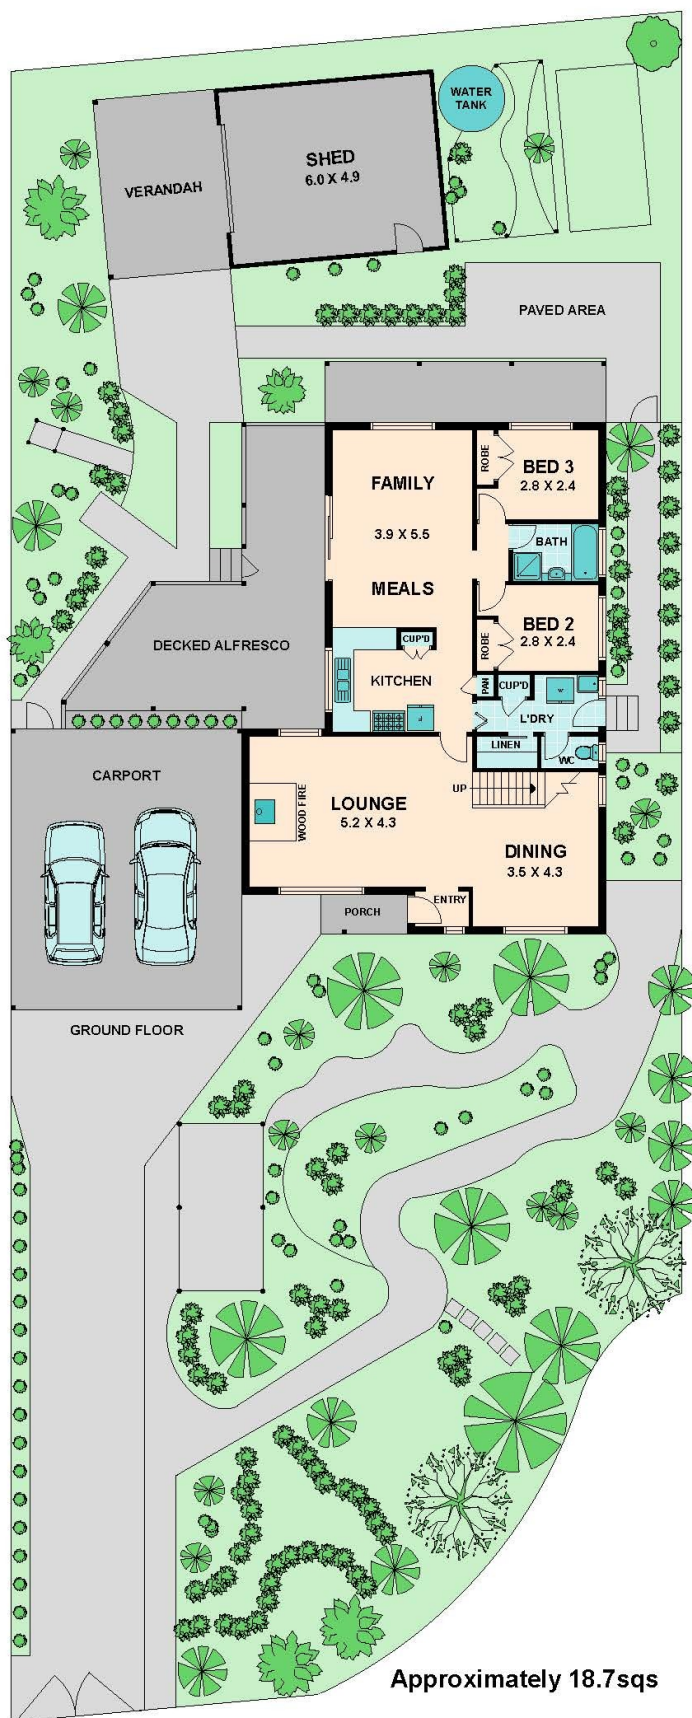 WATER
TANK
SHED
6.0 X 4.9
VERANDAH
PAVED AREA
ROBE
BED 3
2.8 X 2.4
FAMILY
3.9 X 5.5
BATH
MEALS
BED 2
2.8 X 2.4
ROBE
CUP'D
DECKED ALFRESCO
KITCHEN
PAN
CUP'D
L'DRY
LINEN
WC
CARPORT
UP
WOOD FIRE
LOUNGE
5.2 X 4.3
DINING
3.5 X 4.3
ENTRY
PORCH
GROUND FLOOR
Approximately 18.7sqs